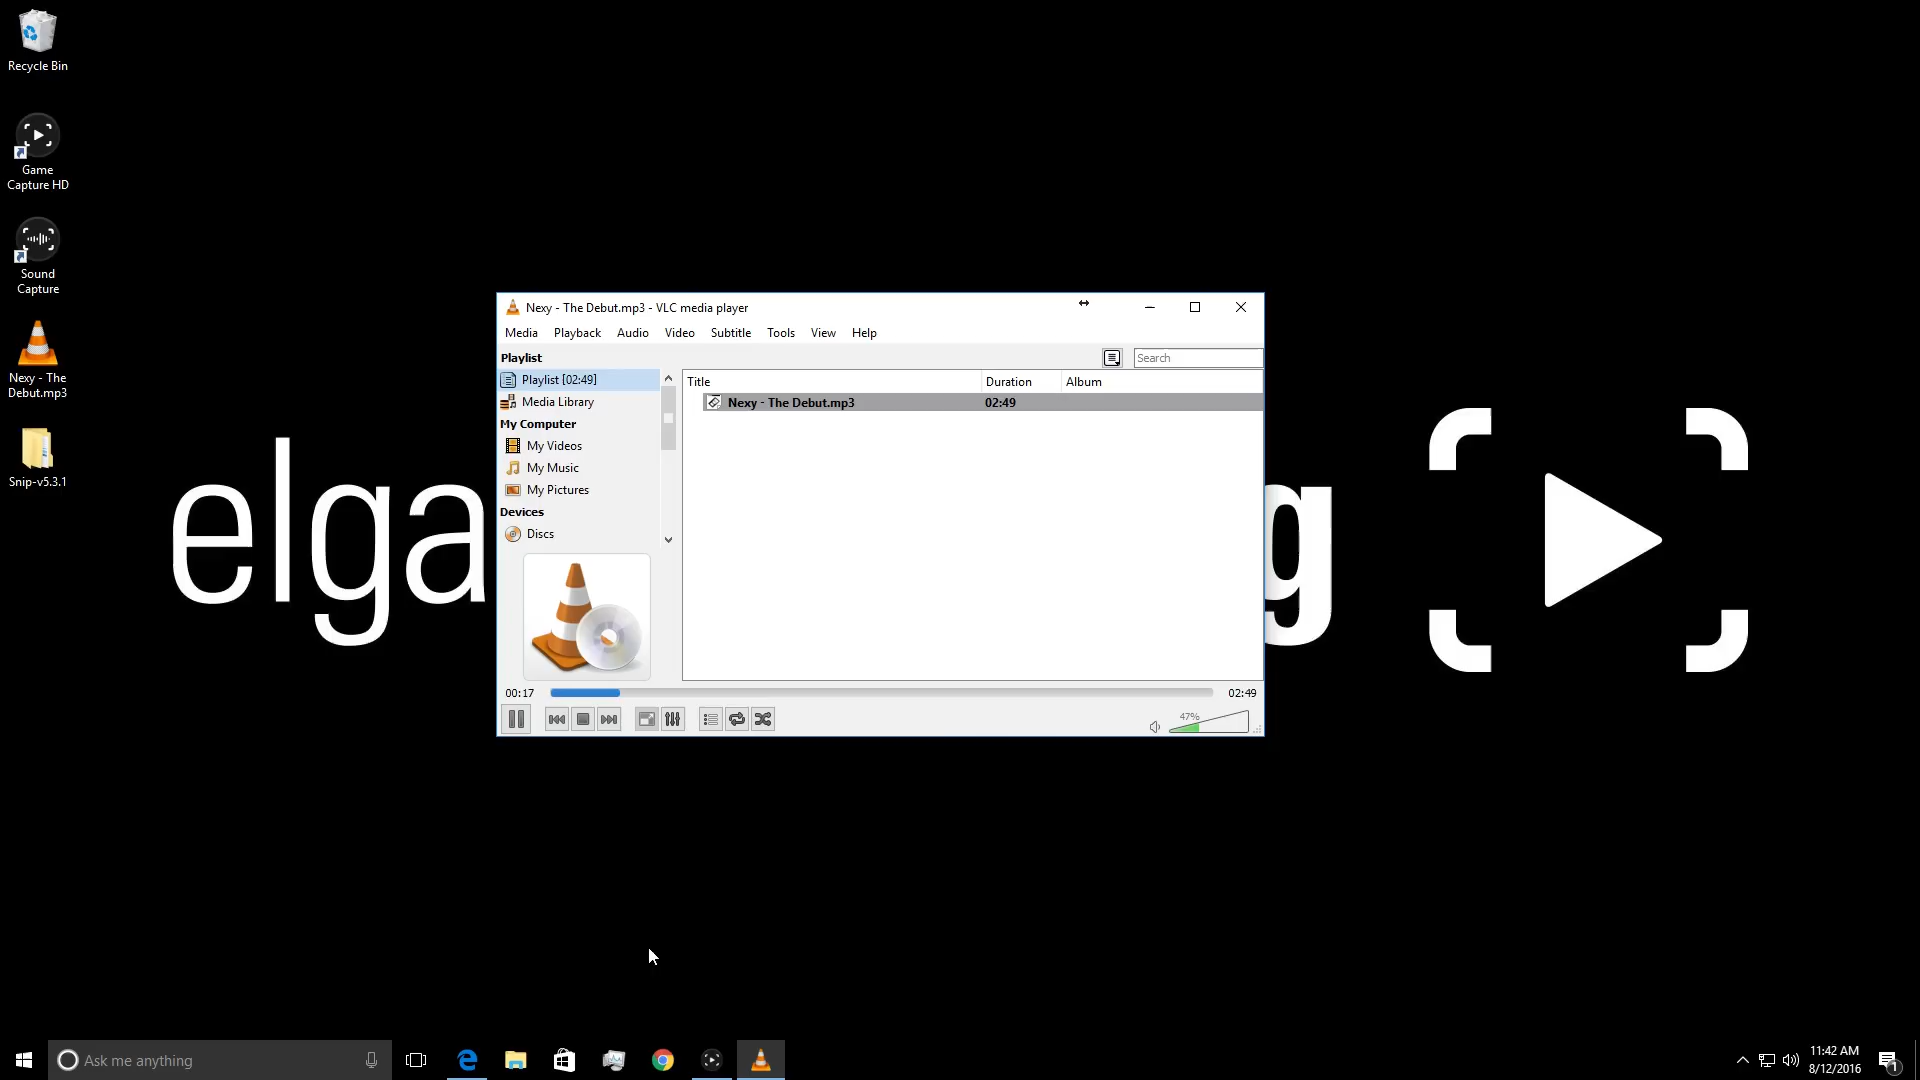 Recycle Bin
Game
Capture HD
Sound
Capture
Nexy - The
Debut.mp3
Snip-v5.3.1
elga
g
Nexy - The Debut.mp3 - VLC media player
Media Playback Audio Video Subtitle Tools View Help
Playlist
Search
Playlist [02:49]
Media Library
My Computer
My Videos
My Music
My Pictures
Devices
Discs
Title Duration Album
Nexy - The Debut.mp3 02:49
00:17
02:49
47%
Ask me anything
11:42 AM
8/12/2016
1